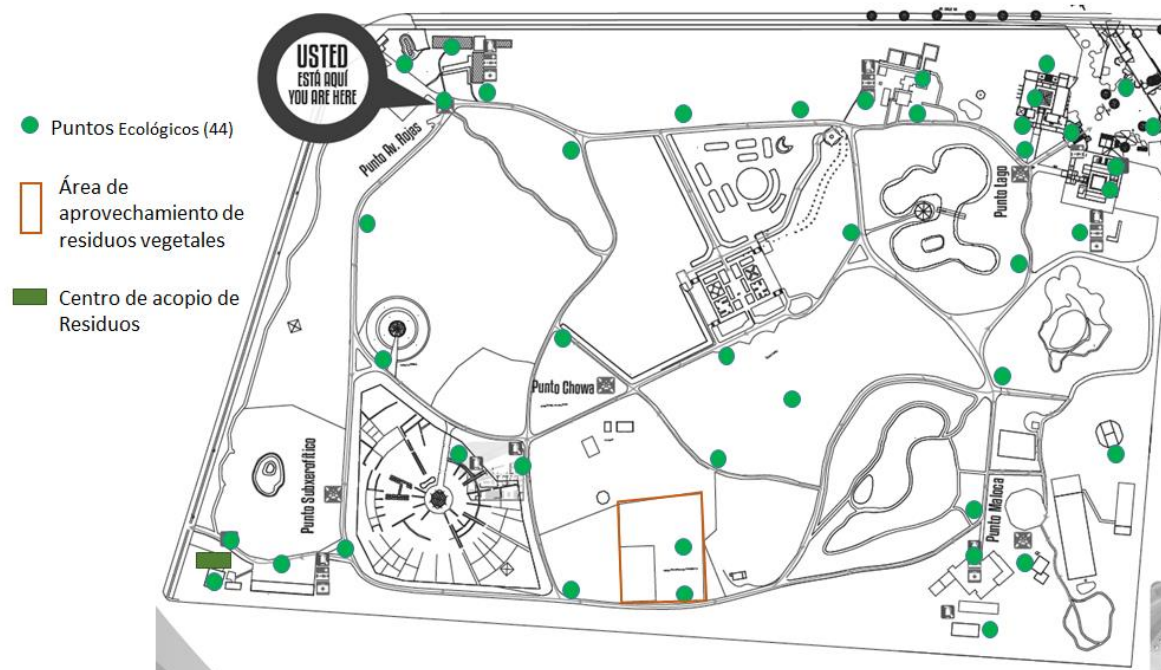 USTED
ESTÁ AQUÍ
YOU ARE HERE
Puntos Ecológicos (44)
Área de
aprovechamiento de
residuos vegetales
Centro de acopio de
Residuos
Punto Av. Rojas
Punto Lago
Punto Chowa
Punto Subxerofítico
Punto Maloca